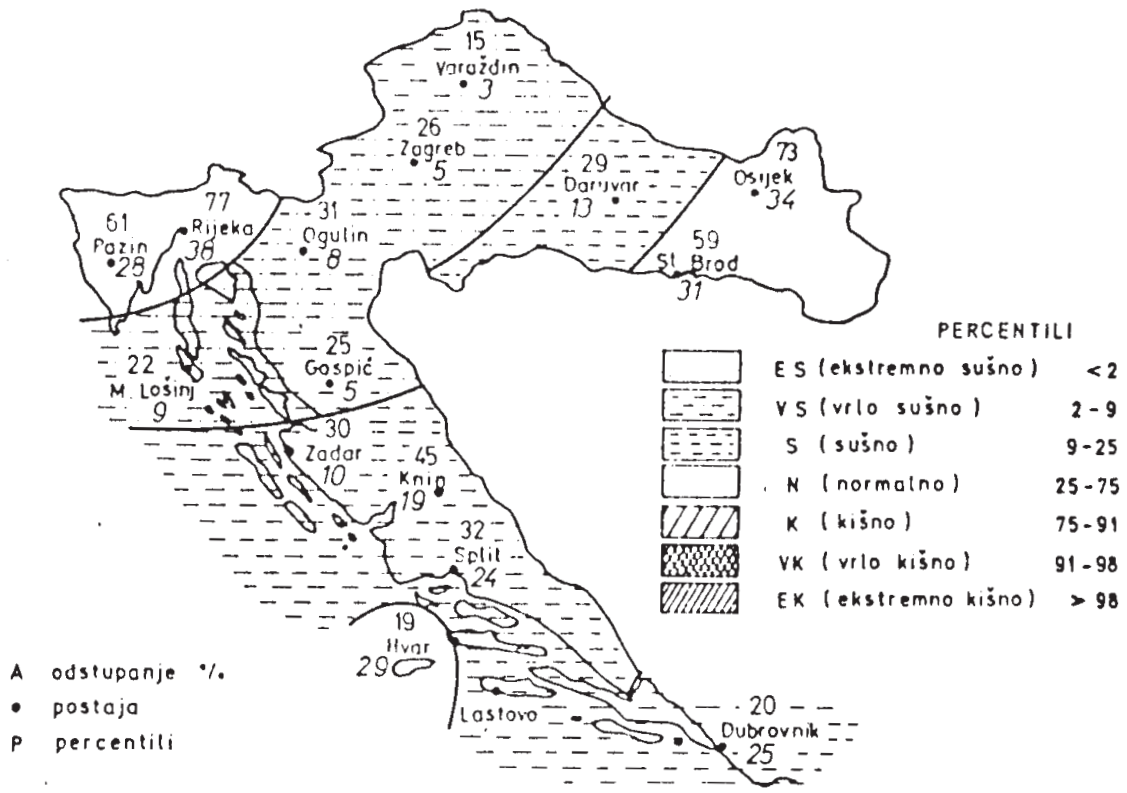 15
Varaždin
3
26
Zagreb
5
29
Daruvar
13
73
Osijek
34
77
Rijeka
38
61
Pazin
28
31
Ogulin
8
59
Sl. Brod
31
22
M. Lošinj
9
25
Gospić
5
30
Zadar
10
45
Knin
19
32
Split
24
19
Hvar
29
Lastovo
20
Dubrovnik
25
PERCENTILI
ES (ekstremno sušno) <2
VS (vrlo sušno) 2-9
S (sušno) 9-25
N (normalno) 25-75
K (kišno) 75-91
VK (vrlo kišno) 91-98
EK (ekstremno kišno) > 98
A odstupanje %.
• postaja
P percentili